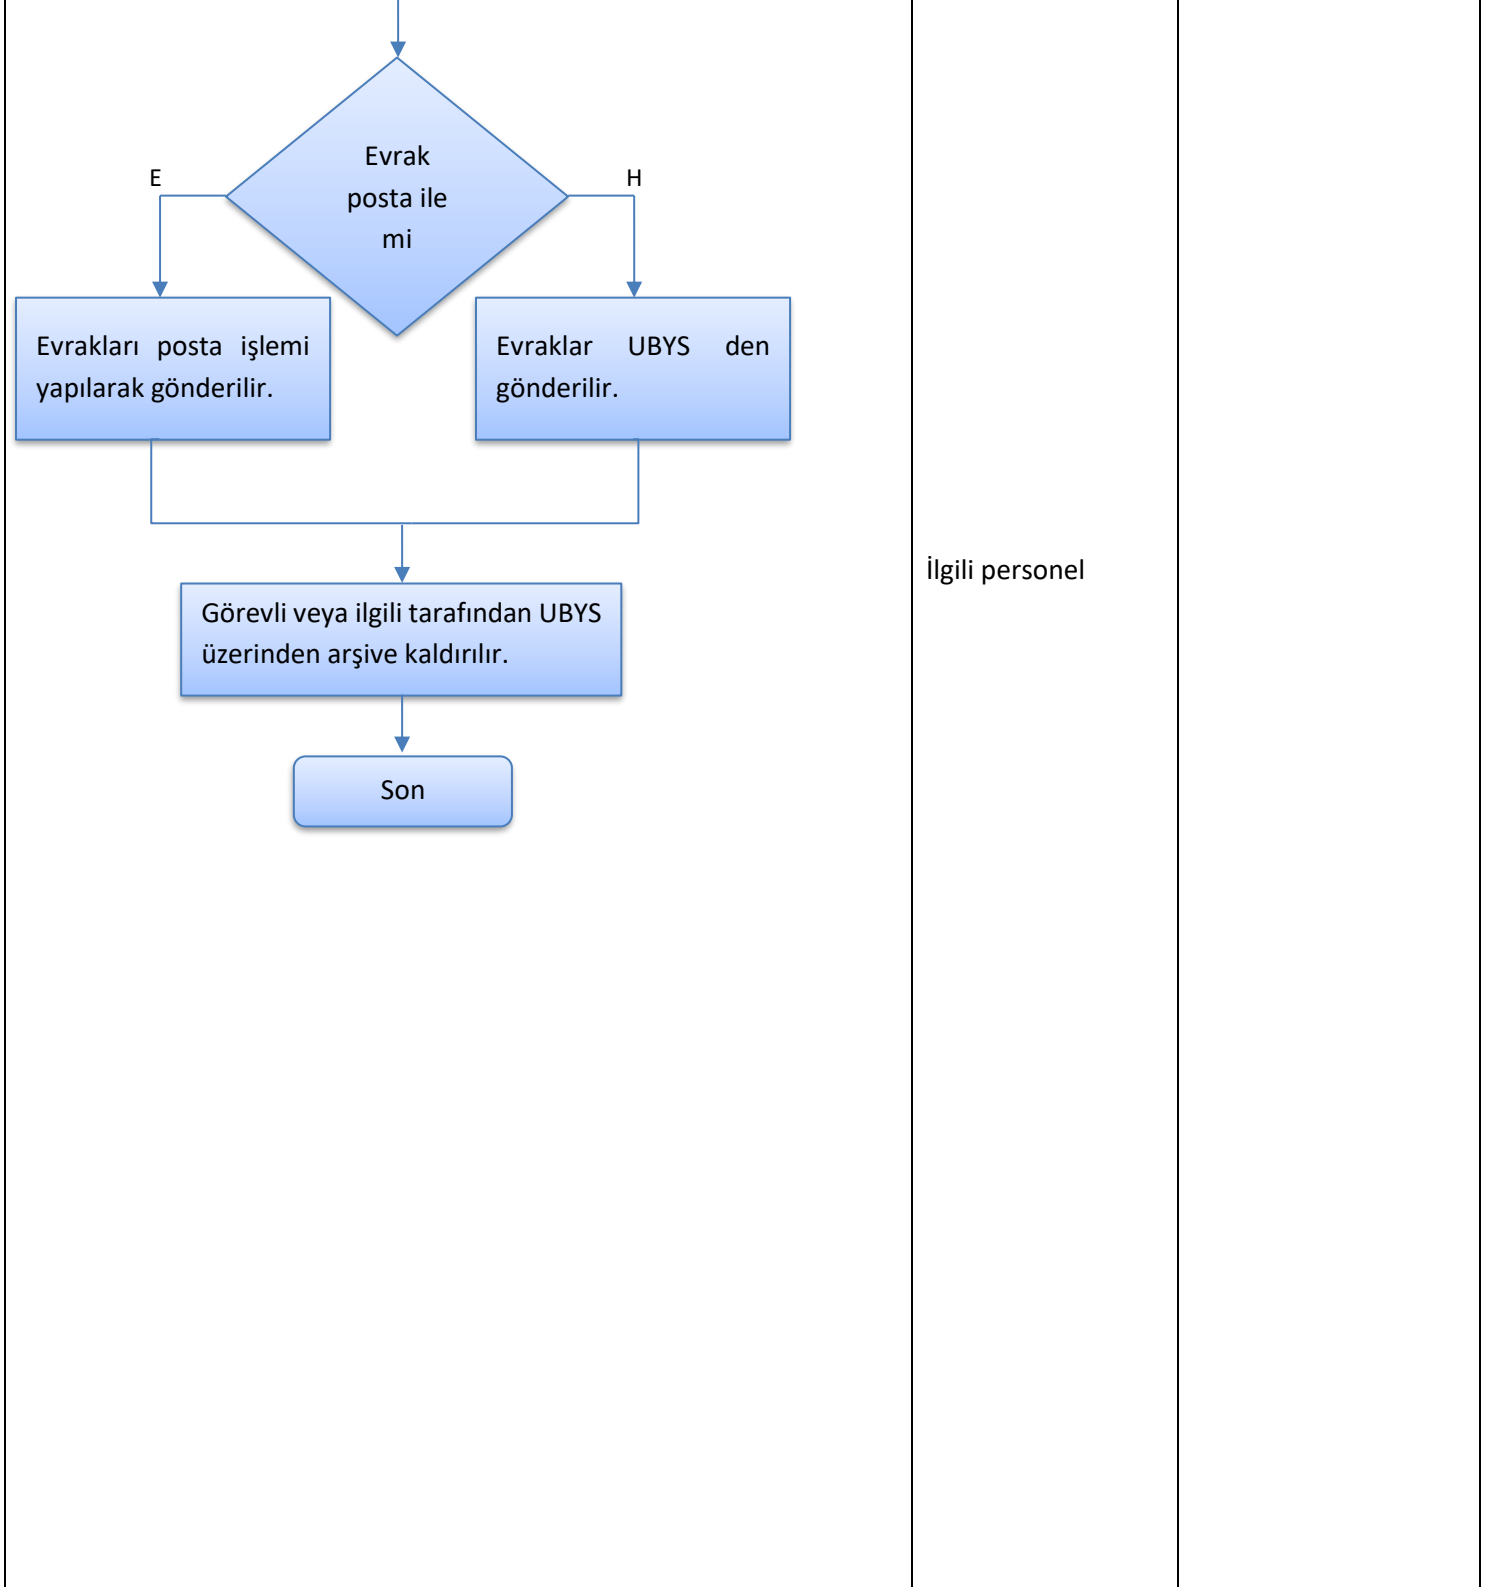 Evrak
posta ile
mi
E
H
Evrakları posta işlemi
yapılarak gönderilir.
Evraklar UBYS den
gönderilir.
İlgili personel
Görevli veya ilgili tarafından UBYS
üzerinden arşive kaldırılır.
Son